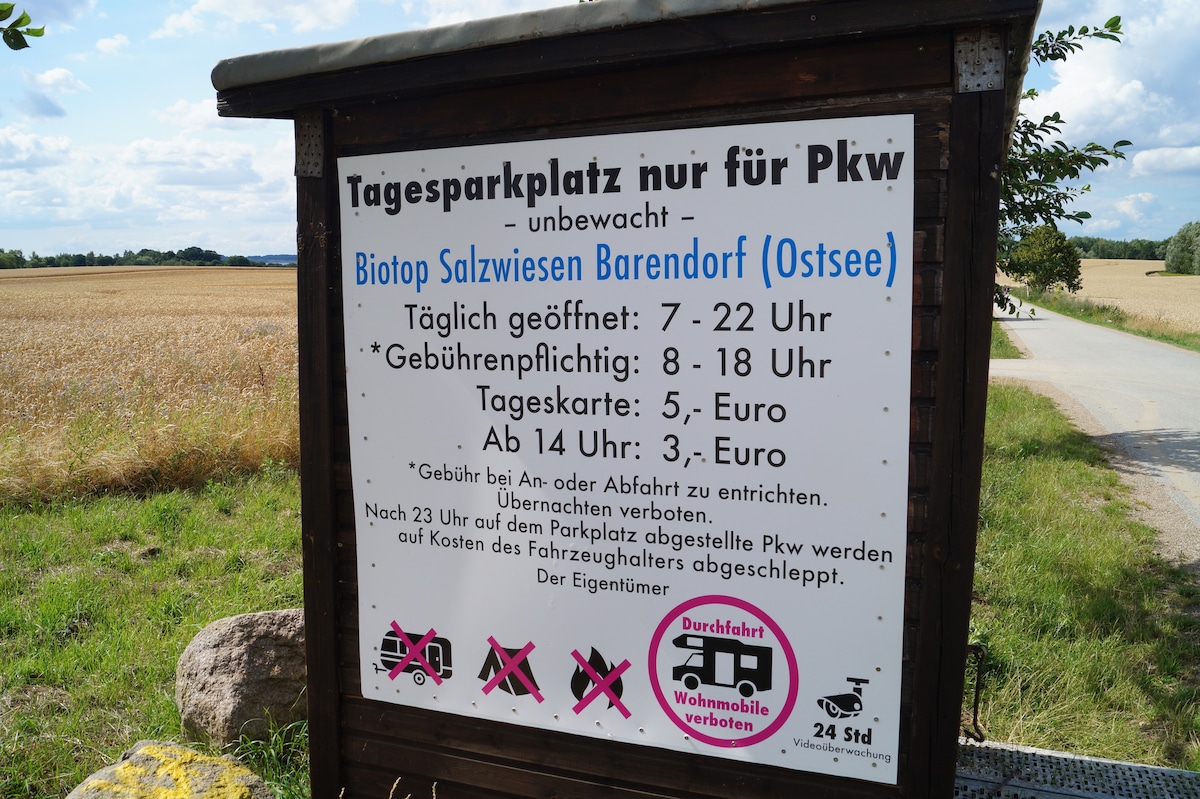 Tagesparkplatz nur für Pkw
– unbewacht –
Biotop Salzwiesen Barendorf (Ostsee)
Täglich geöffnet: 7 - 22 Uhr
*Gebührenpflichtig: 8 - 18 Uhr
Tageskarte: 5,- Euro
Ab 14 Uhr: 3,- Euro
*Gebühr bei An- oder Abfahrt zu entrichten.
Übernachten verboten.
Nach 23 Uhr auf dem Parkplatz abgestellte Pkw werden
auf Kosten des Fahrzeughalters abgeschleppt.
Der Eigentümer
Durchfahrt
Wohnmobile
verboten
24 Std
Videoüberwachung